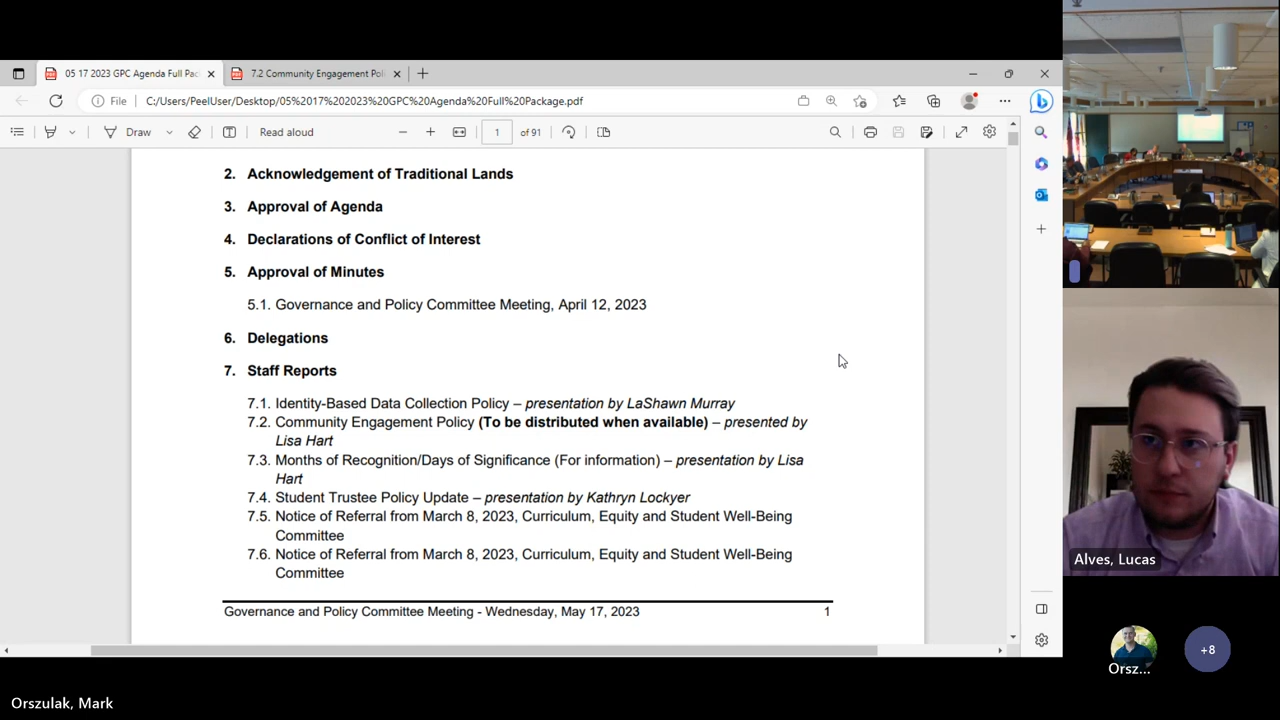 05 17 2023 GPC Agenda Full Pac
7.2 Community Engagement Poli
File
C:/Users/PeelUser/Desktop/05%2017%202023%20GPC%20Agenda%20Full%20Package.pdf
Draw
Read aloud
1
of 91
2. Acknowledgement of Traditional Lands
3. Approval of Agenda
4. Declarations of Conflict of Interest
5. Approval of Minutes
5.1. Governance and Policy Committee Meeting, April 12, 2023
6. Delegations
7. Staff Reports
7.1. Identity-Based Data Collection Policy – presentation by LaShawn Murray
7.2. Community Engagement Policy (To be distributed when available) – presented by
Lisa Hart
7.3. Months of Recognition/Days of Significance (For information) – presentation by Lisa
Hart
7.4. Student Trustee Policy Update – presentation by Kathryn Lockyer
7.5. Notice of Referral from March 8, 2023, Curriculum, Equity and Student Well-Being
Committee
7.6. Notice of Referral from March 8, 2023, Curriculum, Equity and Student Well-Being
Committee
Governance and Policy Committee Meeting - Wednesday, May 17, 2023
1
Alves, Lucas
Orsz...
+8
Orszulak, Mark